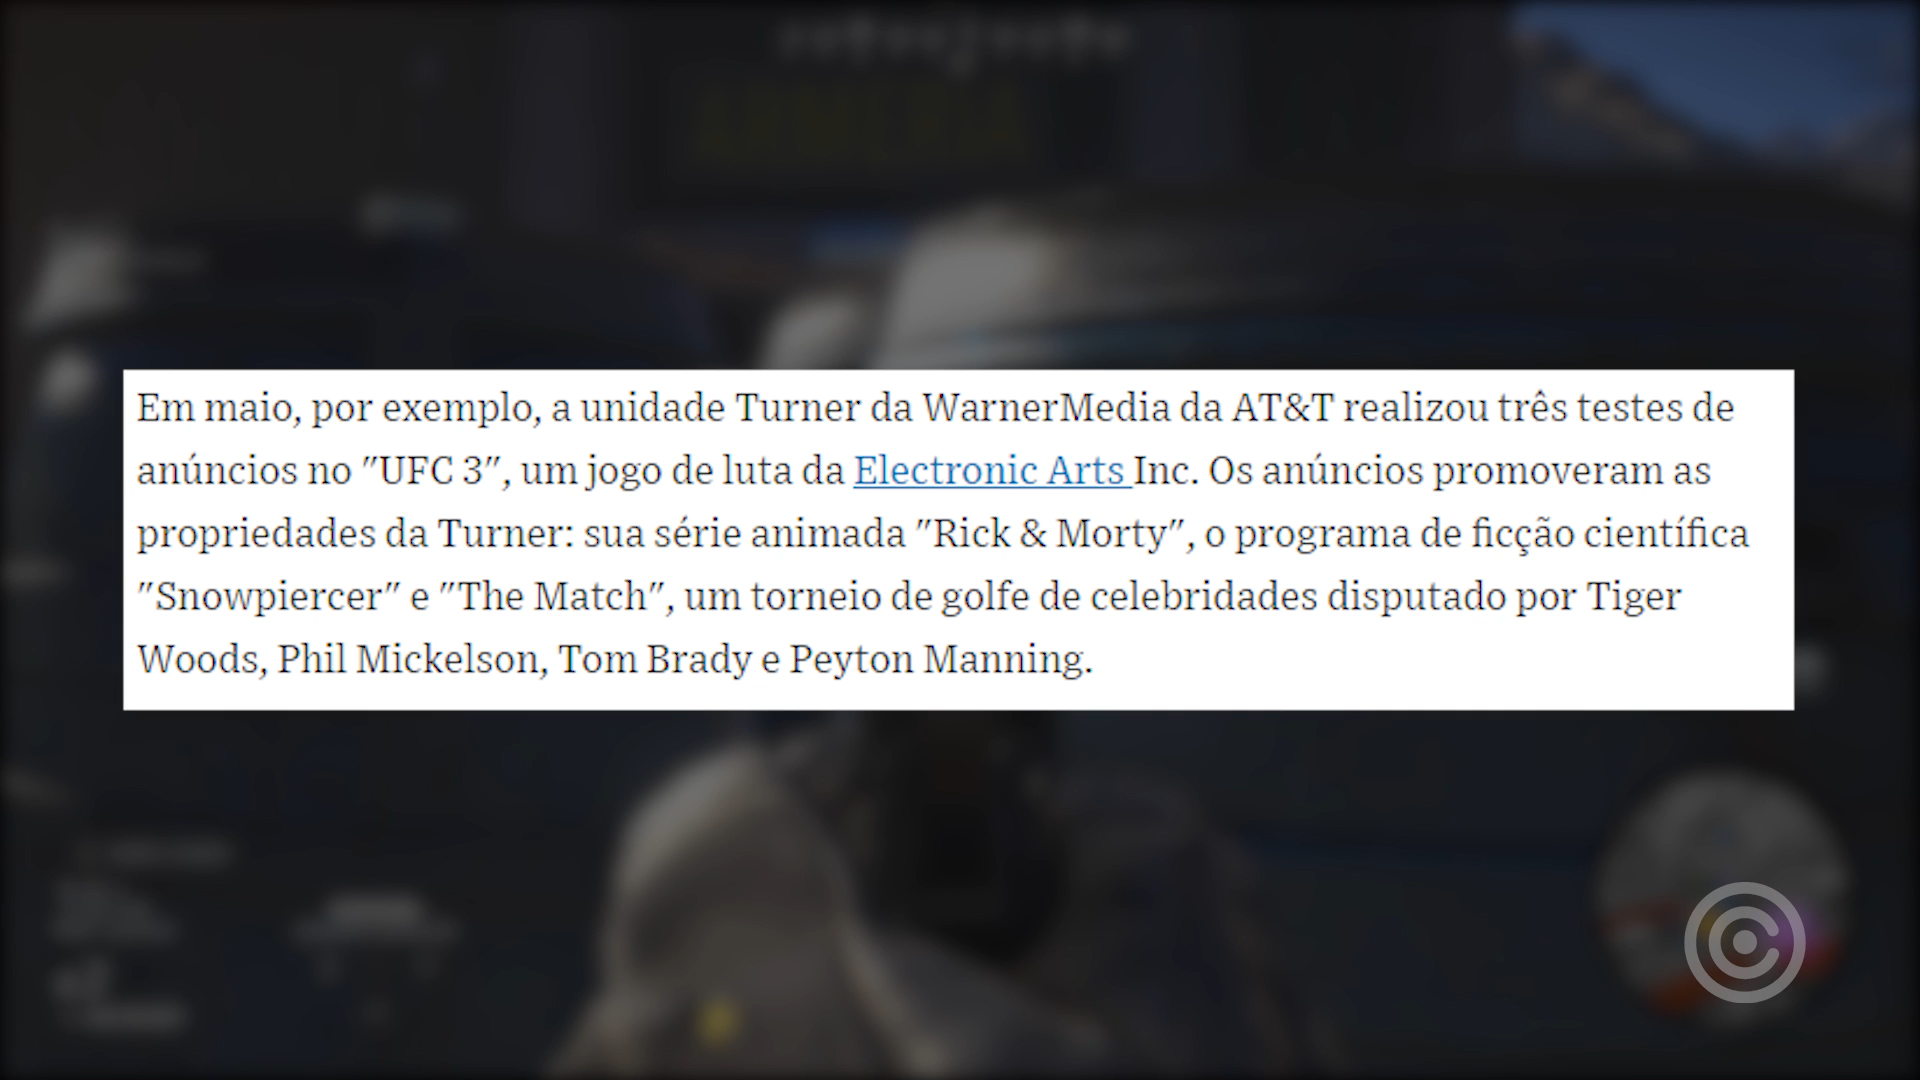 Em maio, por exemplo, a unidade Turner da WarnerMedia da AT&T realizou três testes de
anúncios no "UFC 3", um jogo de luta da Electronic Arts Inc. Os anúncios promoveram as
propriedades da Turner: sua série animada "Rick & Morty", o programa de ficção científica
"Snowpiercer" e "The Match", um torneio de golfe de celebridades disputado por Tiger
Woods, Phil Mickelson, Tom Brady e Peyton Manning.